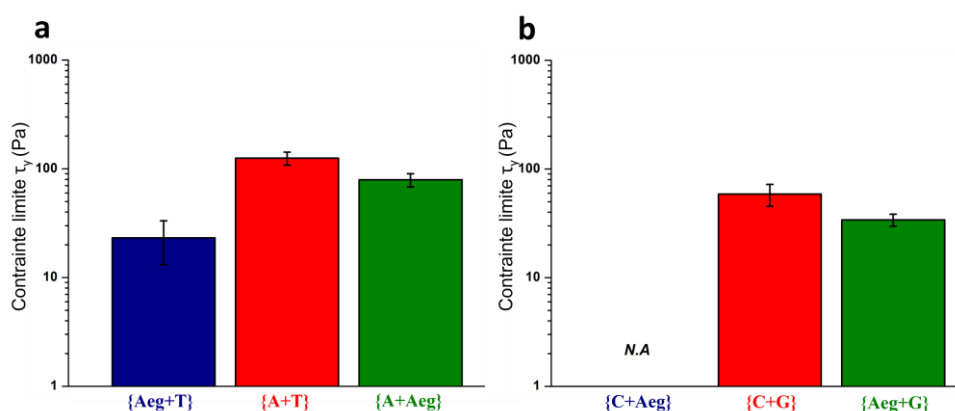 a
Contrainte limite τy (Pa)
1000
100
10
1
{Aeg+T}
{A+T}
{A+Aeg}
b
Contrainte limite τy (Pa)
1000
100
10
1
N.A
{C+Aeg}
{C+G}
{Aeg+G}